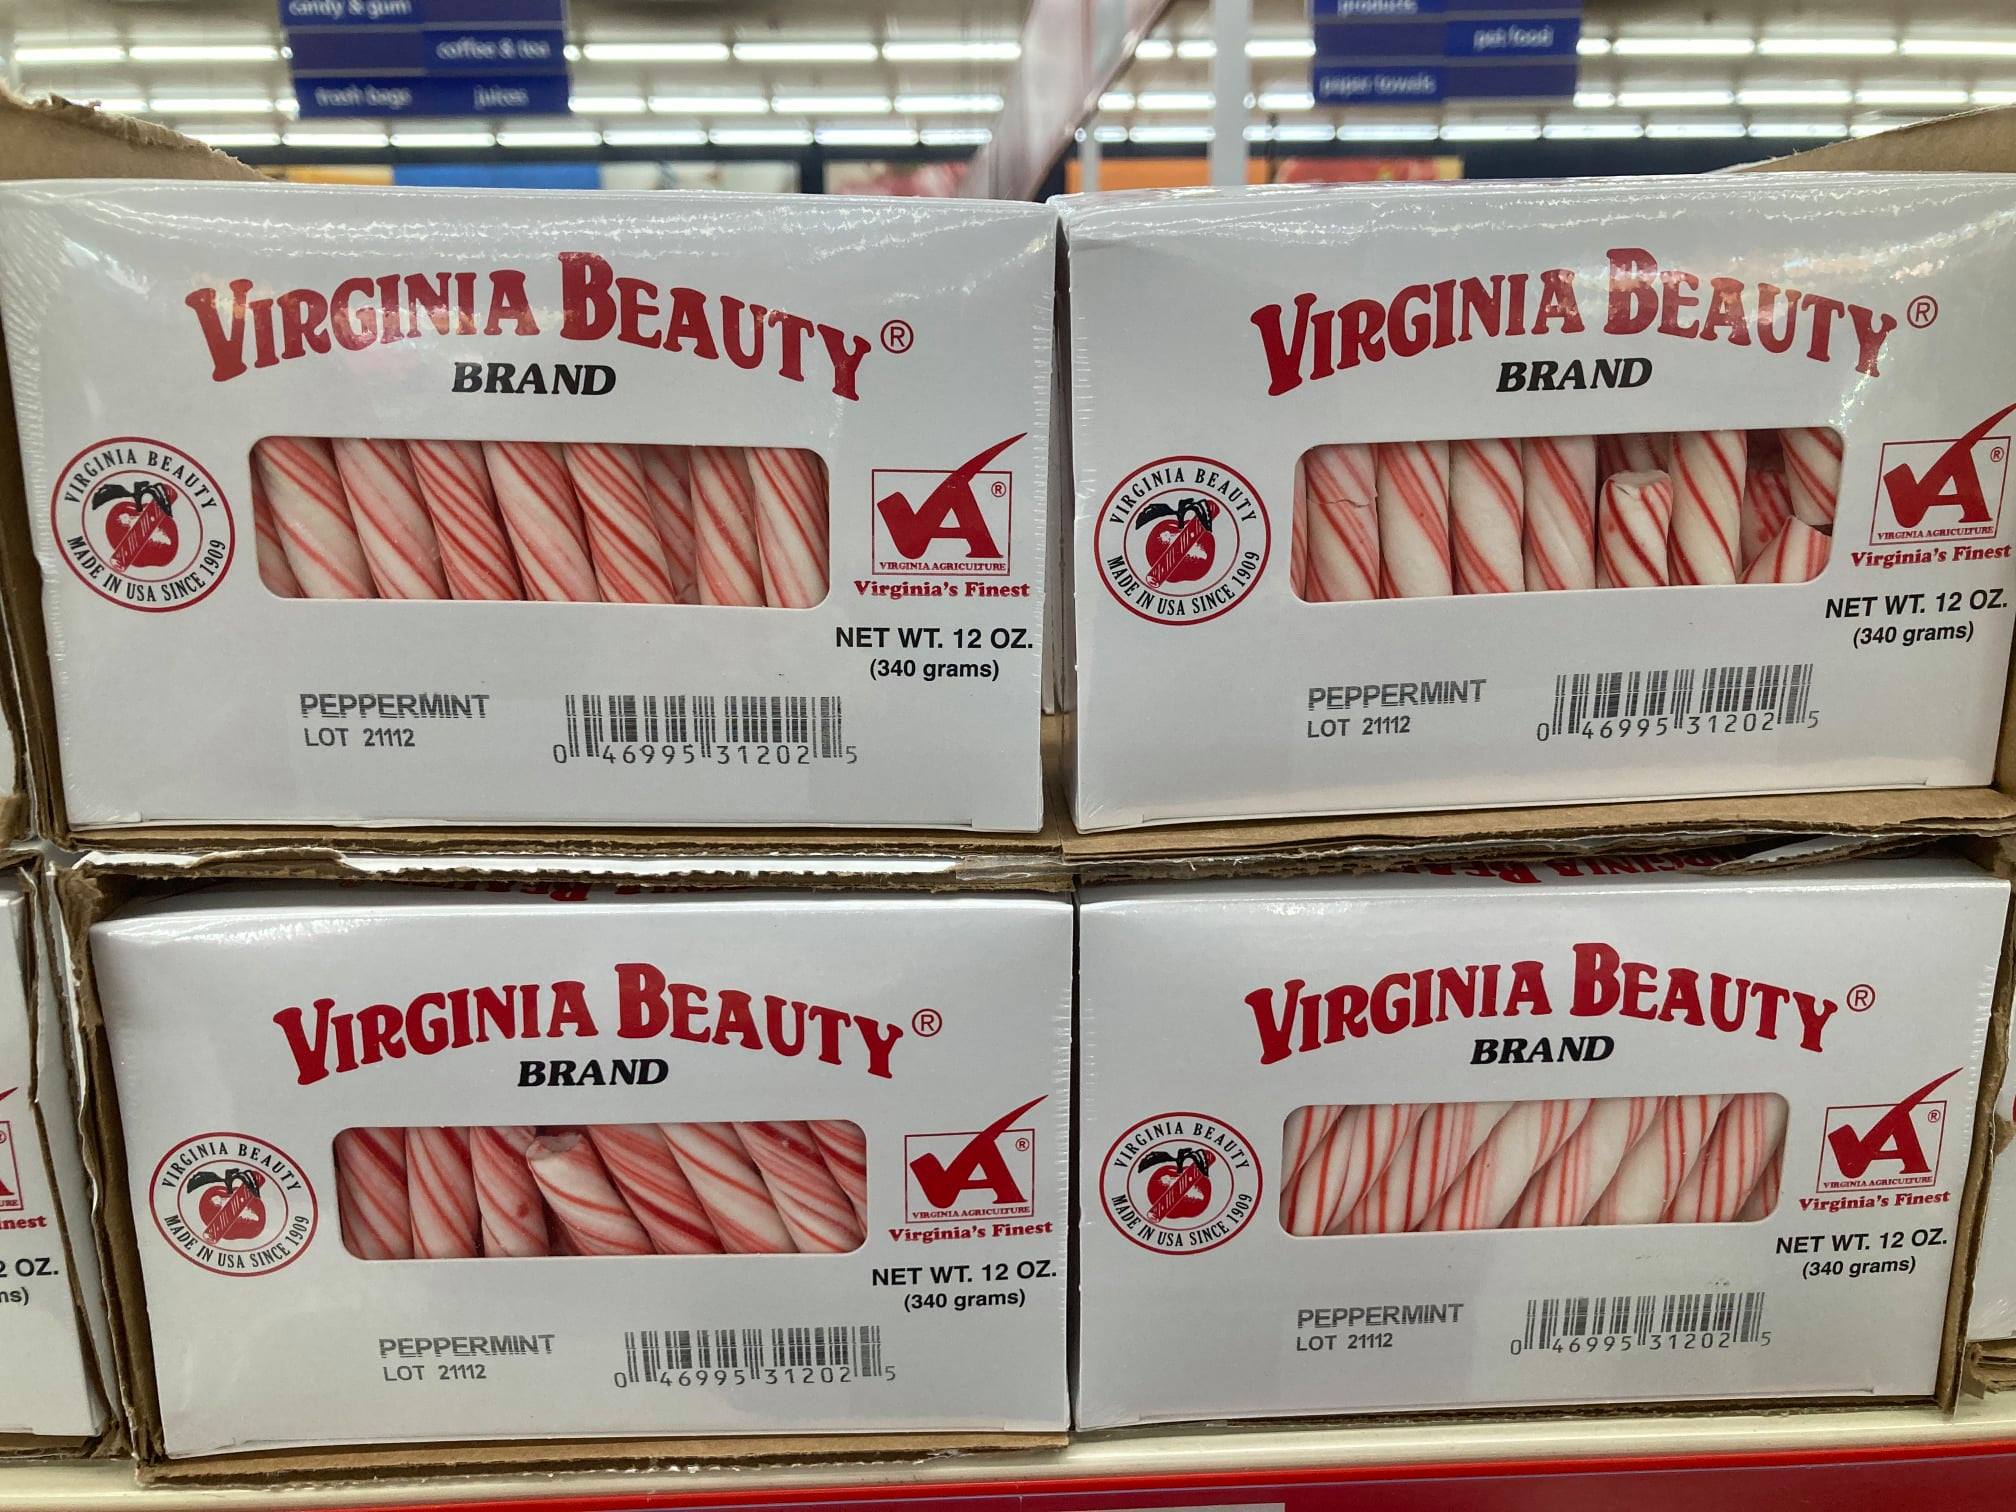 candy & gum
coffee & tea
trash bags
juices
products
pet food
paper towels
VIRGINIA BEAUTY®
BRAND
VIRGINIA BEAUTY
MADE IN USA SINCE 1909
VA®
VIRGINIA AGRICULTURE
Virginia's Finest
NET WT. 12 OZ.
(340 grams)
PEPPERMINT
LOT 21112
0 46995 31202 5
VIRGINIA BEAUTY®
BRAND
VIRGINIA BEAUTY
MADE IN USA SINCE 1909
VA®
VIRGINIA AGRICULTURE
Virginia's Finest
NET WT. 12 OZ.
(340 grams)
PEPPERMINT
LOT 21112
0 46995 31202 5
VIRGINIA BEAUTY®
BRAND
VIRGINIA BEAUTY
MADE IN USA SINCE 1909
VA®
VIRGINIA AGRICULTURE
Virginia's Finest
NET WT. 12 OZ.
(340 grams)
PEPPERMINT
LOT 21112
0 46995 31202 5
VIRGINIA BEAUTY®
BRAND
VIRGINIA BEAUTY
MADE IN USA SINCE 1909
VA®
VIRGINIA AGRICULTURE
Virginia's Finest
NET WT. 12 OZ.
(340 grams)
PEPPERMINT
LOT 21112
0 46995 31202 5